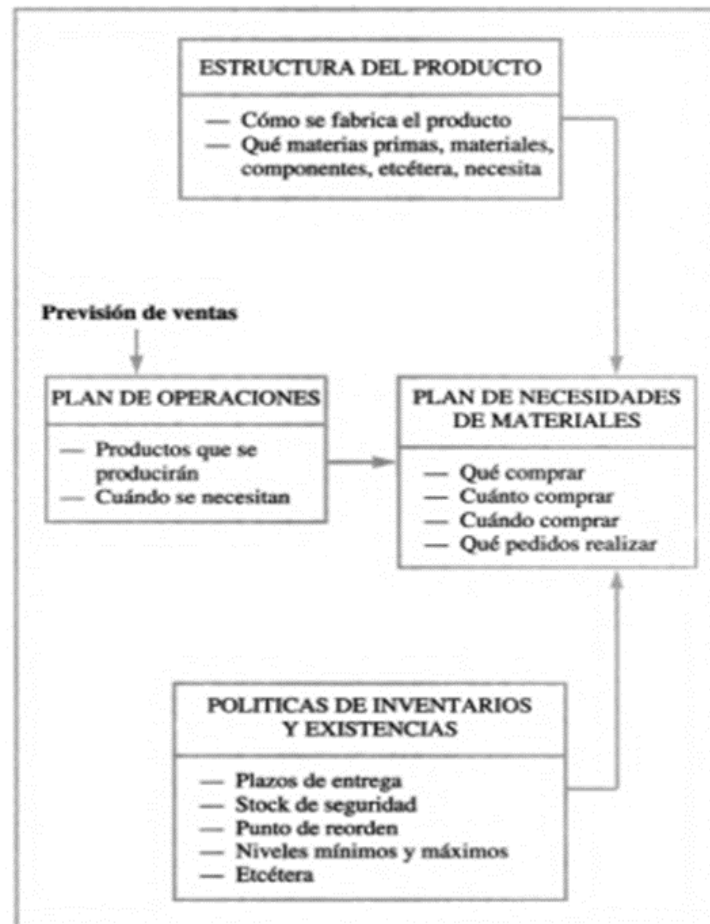 ESTRUCTURA DEL PRODUCTO
— Cómo se fabrica el producto
— Qué materias primas, materiales,
componentes, etcétera, necesita
Previsión de ventas
PLAN DE OPERACIONES
— Productos que se
producirán
— Cuándo se necesitan
PLAN DE NECESIDADES
DE MATERIALES
— Qué comprar
— Cuánto comprar
— Cuándo comprar
— Qué pedidos realizar
POLITICAS DE INVENTARIOS
Y EXISTENCIAS
— Plazos de entrega
— Stock de seguridad
— Punto de reorden
— Niveles mínimos y máximos
— Etcétera